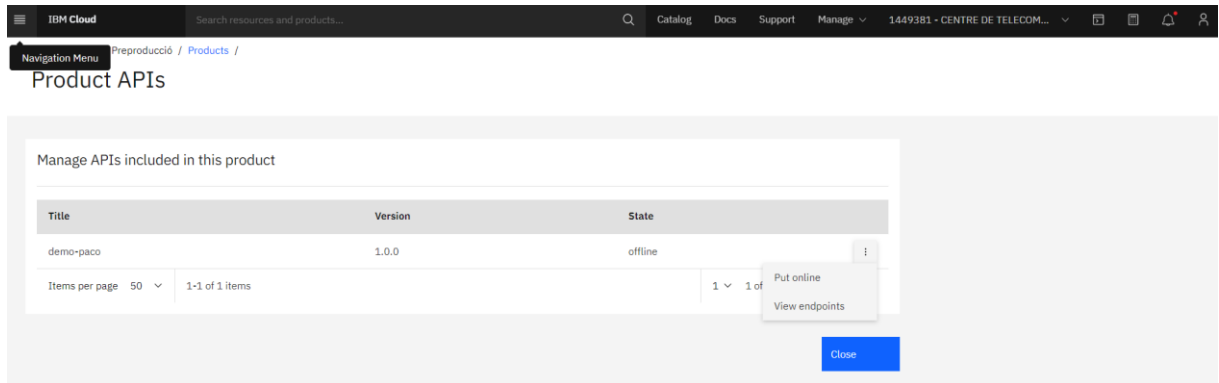 IBM Cloud Search resources and products... Catalog Docs Support Manage 1449381 - CENTRE DE TELECOM...
Navigation Menu Preproducció / Products /
Product APIs
Manage APIs included in this product
Title Version State
demo-paco 1.0.0 offline
Items per page 50 1-1 of 1 items 1 1 of
Put online
View endpoints
Close